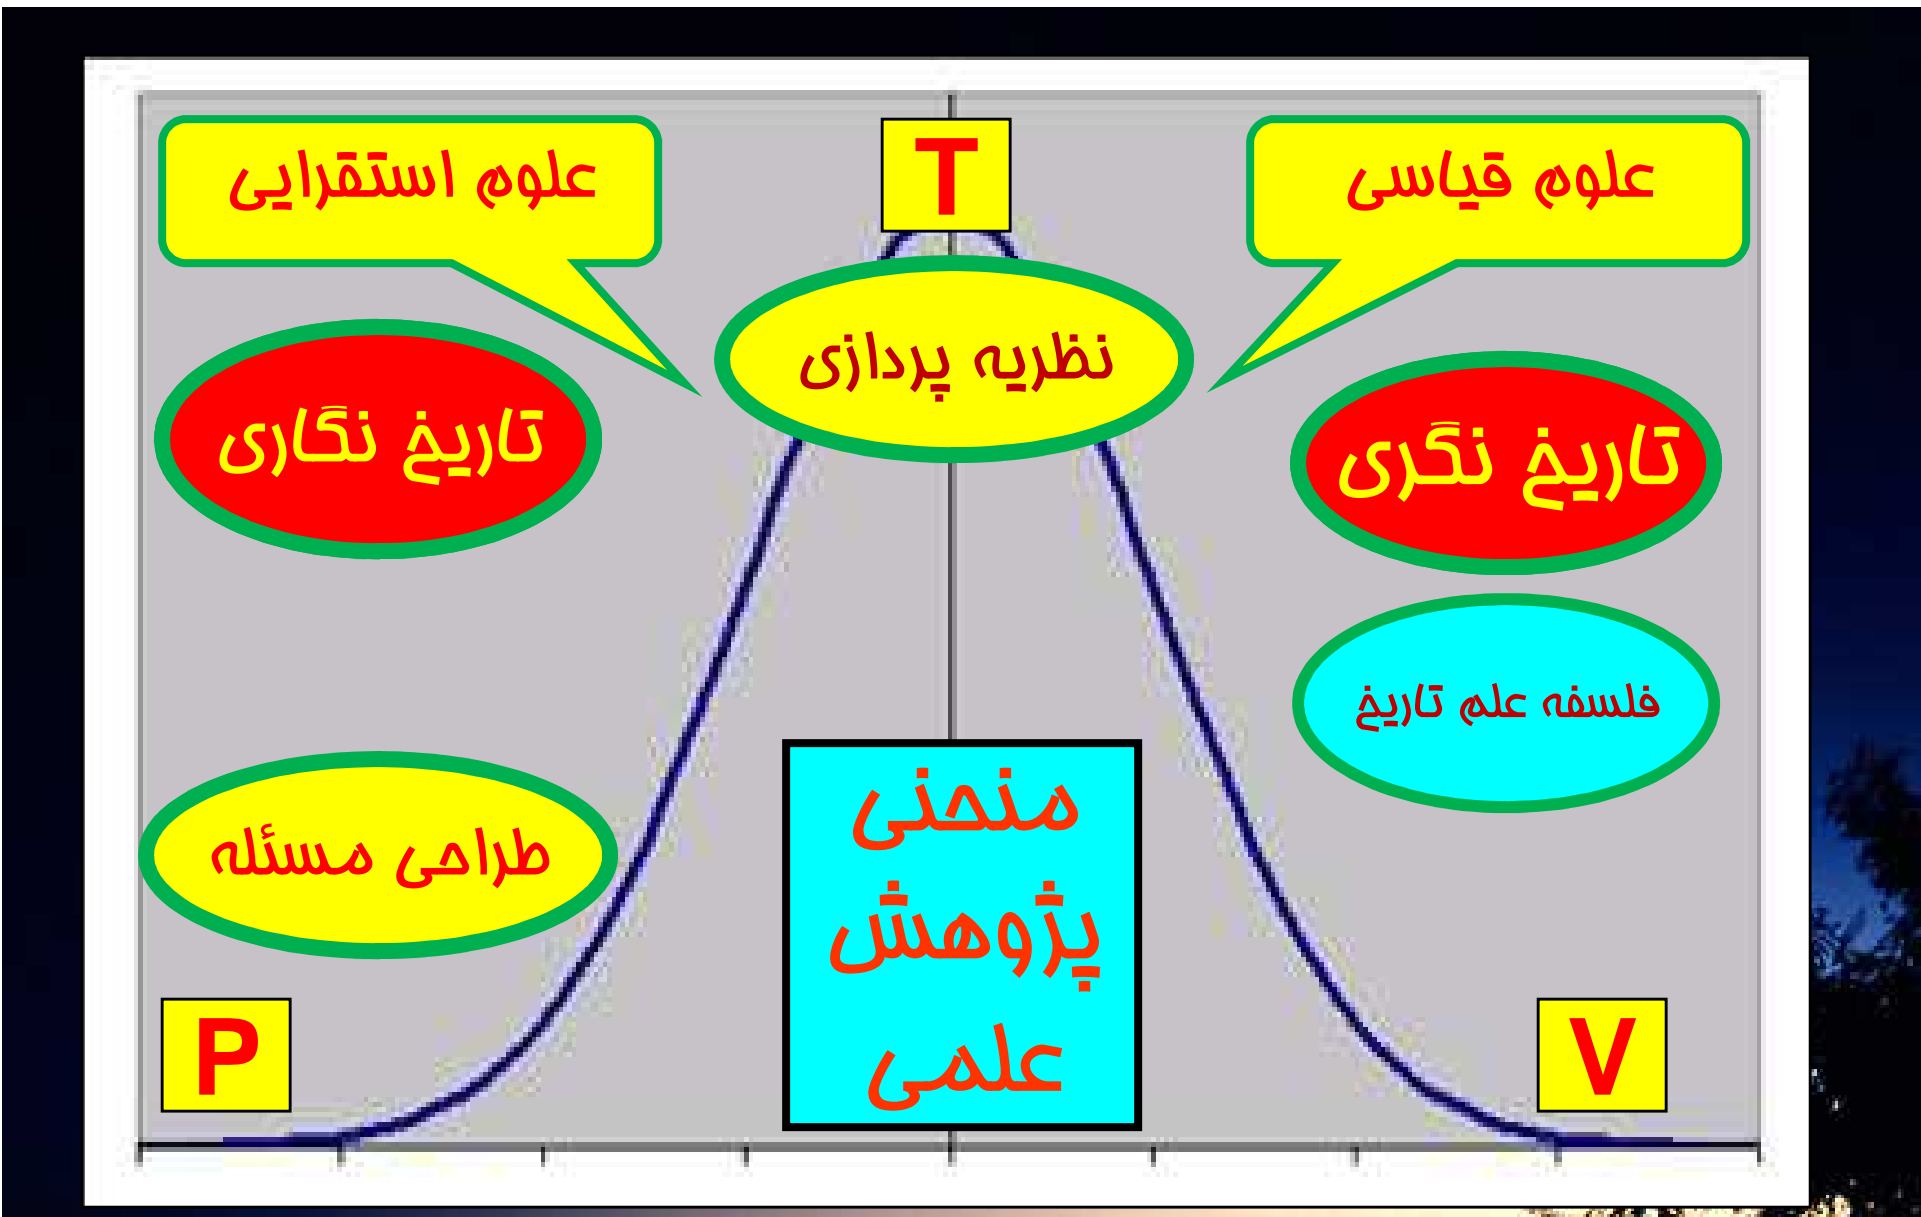 علوم قیاسی
T
علوم استقرایی
نظریه پردازی
تاریخ نگری
تاریخ نگاری
فلسفه علم تاریخ
طراحی مسئله
منحنی
پژوهش
علمی
V
P